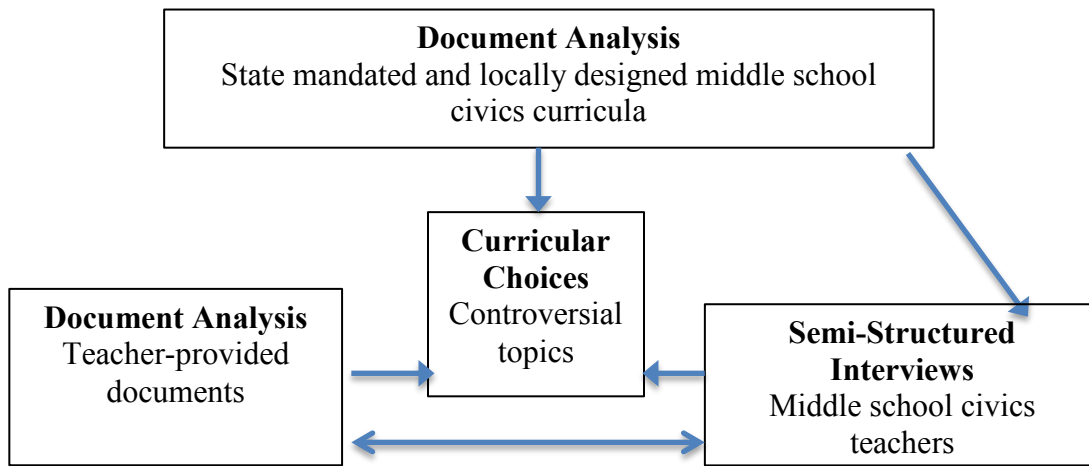 Document Analysis
State mandated and locally designed middle school
civics curricula
Curricular
Choices
Controversial
topics
Document Analysis
Teacher-provided
documents
Semi-Structured
Interviews
Middle school civics
teachers